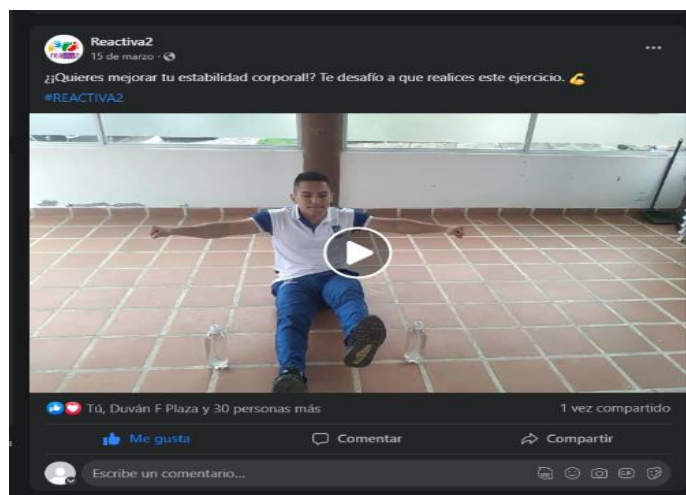 Reactiva2
15 de marzo ·
¿¡Quieres mejorar tu estabilidad corporal!? Te desafío a que realices este ejercicio. 💪
#REACTIVA2
Tú, Duván F Plaza y 30 personas más
1 vez compartido
Me gusta
Comentar
Compartir
Escribe un comentario...
GIF